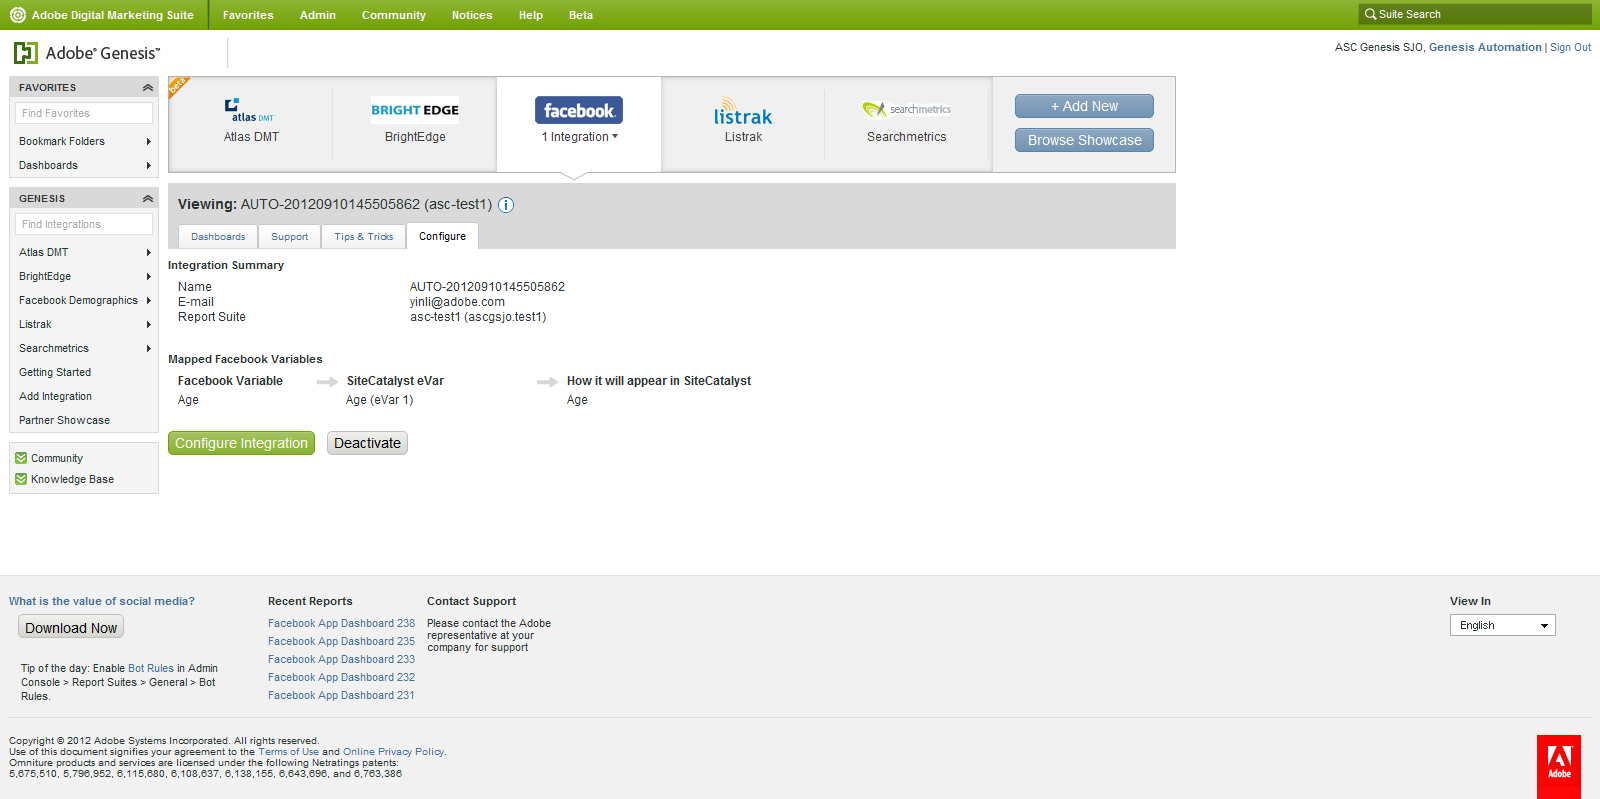 Adobe Digital Marketing Suite Favorites Admin Community Notices Help Beta Suite Search
Adobe® Genesis™
ASC Genesis SJO, Genesis Automation | Sign Out
FAVORITES
Find Favorites
Bookmark Folders
Dashboards
GENESIS
Find Integrations
Atlas DMT
BrightEdge
Facebook Demographics
Listrak
Searchmetrics
Getting Started
Add Integration
Partner Showcase
Community
Knowledge Base
beta
atlas DMT
Atlas DMT
BRIGHT EDGE
BrightEdge
facebook
1 Integration
listrak
Listrak
searchmetrics
Searchmetrics
+ Add New
Browse Showcase
Viewing: AUTO-20120910145505862 (asc-test1) i
Dashboards Support Tips & Tricks Configure
Integration Summary
Name AUTO-20120910145505862
E-mail yinli@adobe.com
Report Suite asc-test1 (ascgsjo.test1)
Mapped Facebook Variables
Facebook Variable SiteCatalyst eVar How it will appear in SiteCatalyst
Age Age (eVar 1) Age
Configure Integration Deactivate
What is the value of social media?
Download Now
Tip of the day: Enable Bot Rules in Admin
Console > Report Suites > General > Bot
Rules.
Recent Reports
Facebook App Dashboard 238
Facebook App Dashboard 235
Facebook App Dashboard 233
Facebook App Dashboard 232
Facebook App Dashboard 231
Contact Support
Please contact the Adobe
representative at your
company for support
View In
English
Copyright © 2012 Adobe Systems Incorporated. All rights reserved.
Use of this document signifies your agreement to the Terms of Use and Online Privacy Policy.
Omniture products and services are licensed under the following Netratings patents:
5,675,510, 5,796,952, 6,115,680, 6,108,637, 6,138,155, 6,643,696, and 6,763,386
Adobe